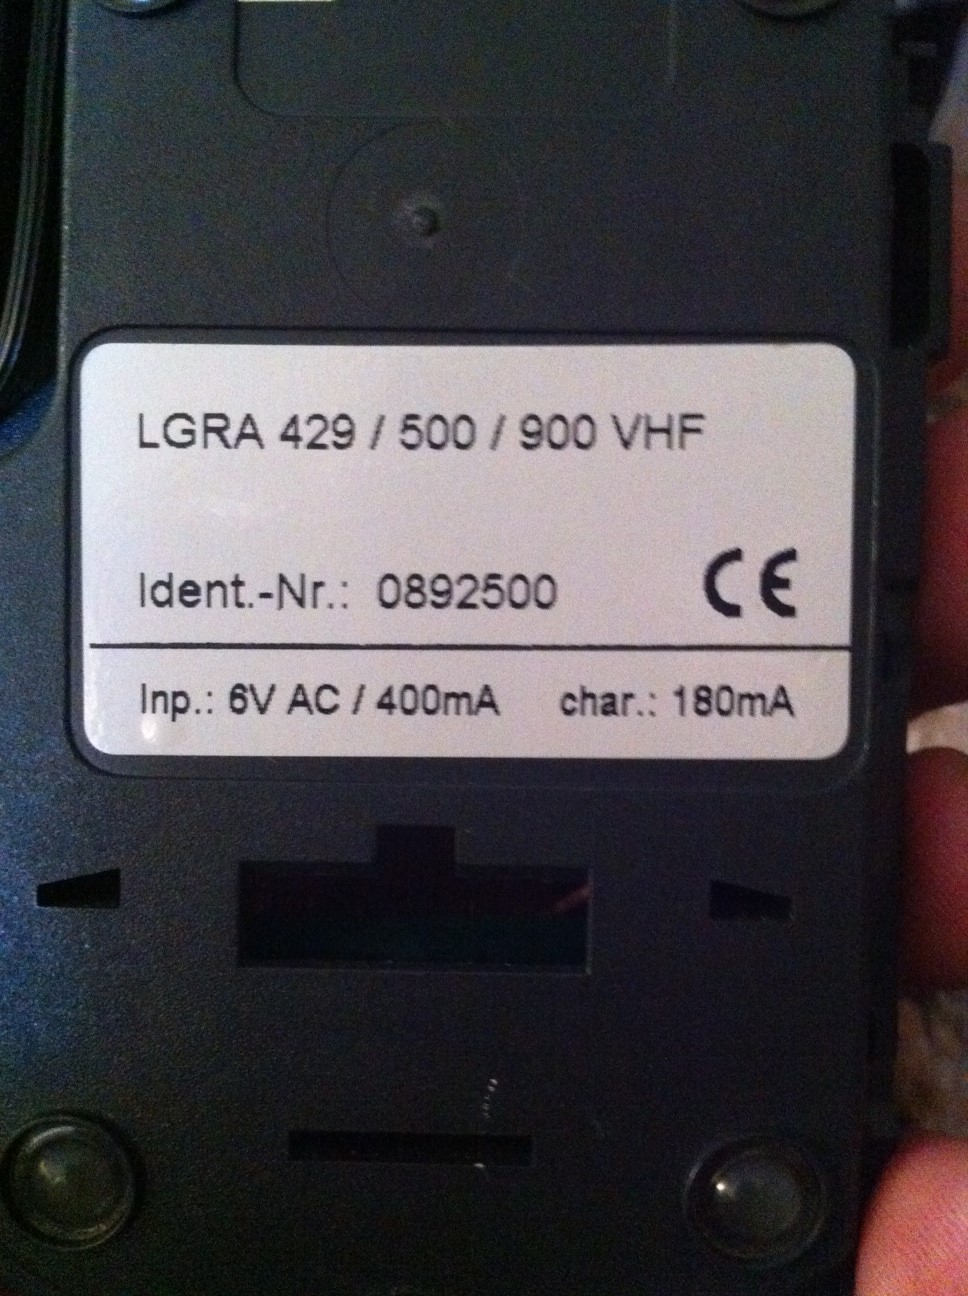 LGRA 429 / 500 / 900 VHF
Ident.-Nr.: 0892500 CE
Inp.: 6V AC / 400mA char.: 180mA